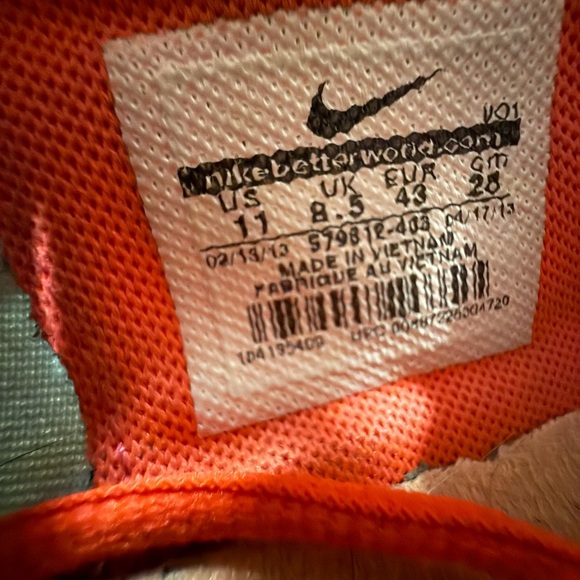 V01
nikebetterworld.com
US UK EUR cm
11 8.5 43 28
02/13/13 579812-403 04/17/13
MADE IN VIETNAM
FABRIQUE AU VIETNAM
UPC